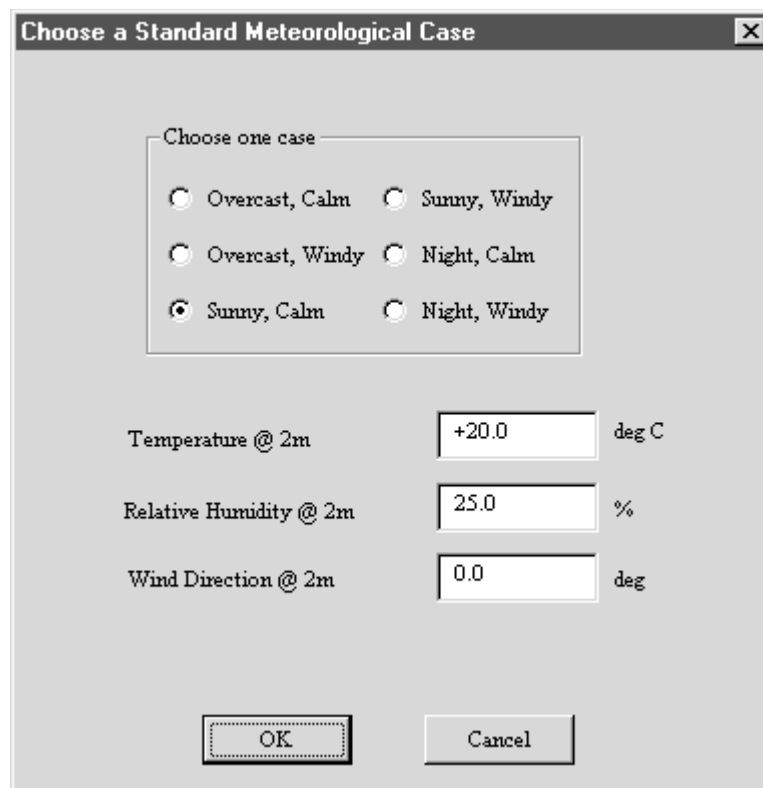 Choose a Standard Meteorological Case
Choose one case
Overcast, Calm
Sunny, Windy
Overcast, Windy
Night, Calm
Sunny, Calm
Night, Windy
Temperature @ 2m
+20.0
deg C
Relative Humidity @ 2m
25.0
%
Wind Direction @ 2m
0.0
deg
OK
Cancel